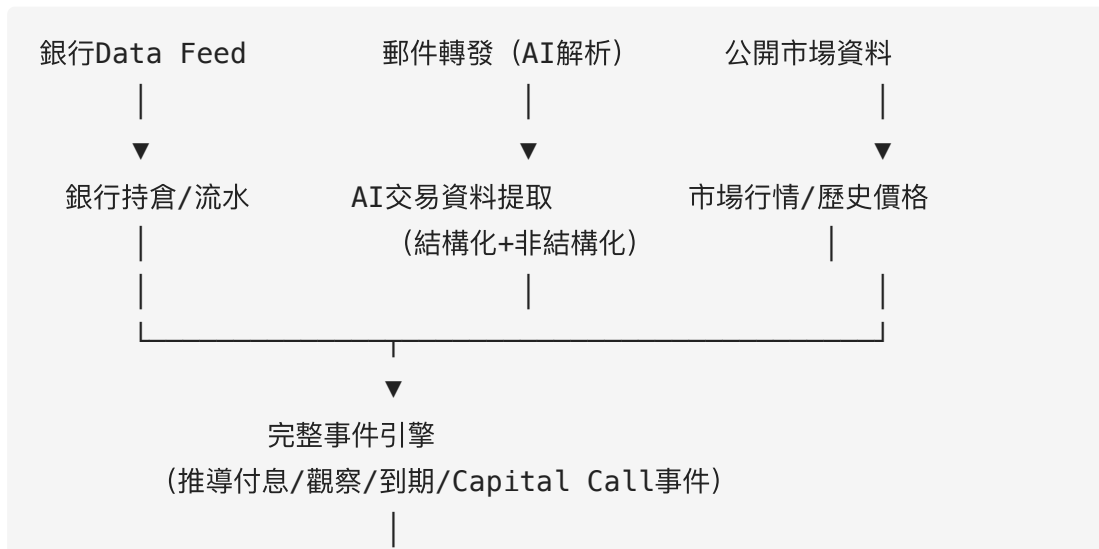 銀行Data Feed 郵件轉發（AI解析） 公開市場資料
銀行持倉/流水 AI交易資料提取 市場行情/歷史價格
（結構化+非結構化）
完整事件引擎
（推導付息/觀察/到期/Capital Call事件）